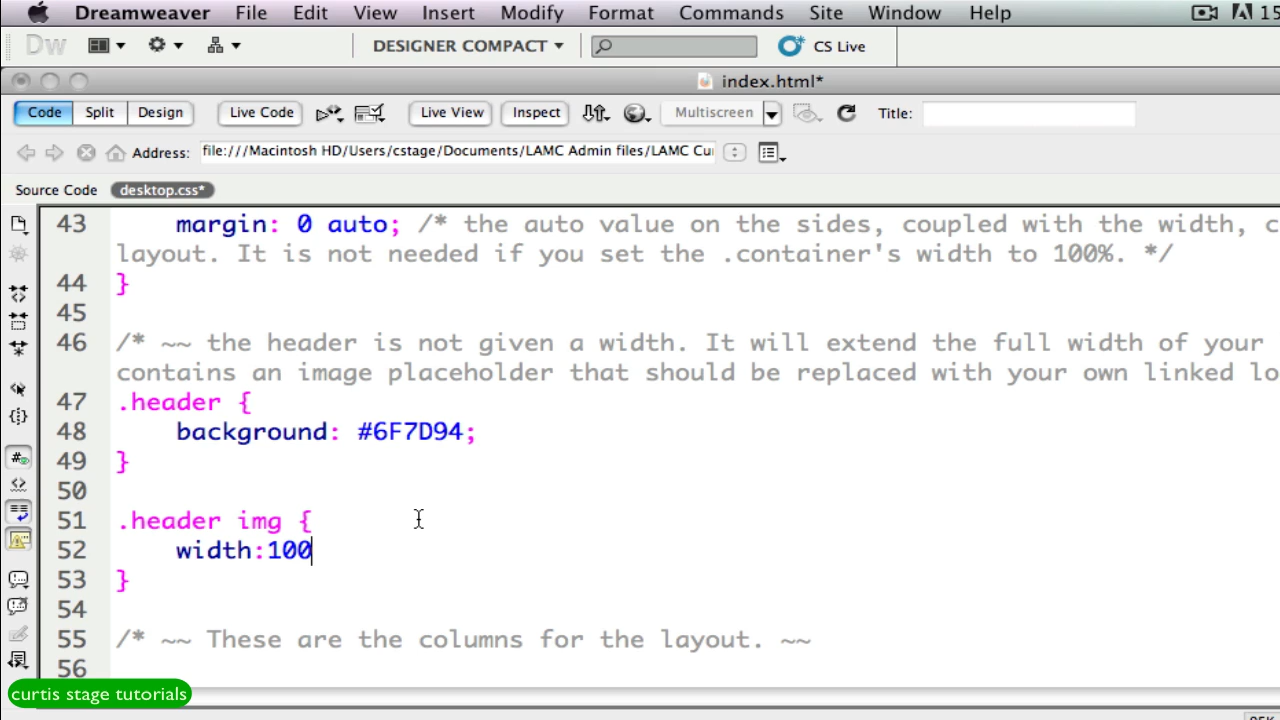 Dreamweaver File Edit View Insert Modify Format Commands Site Window Help 15
Dw DESIGNER COMPACT CS Live
index.html*
Code Split Design Live Code Live View Inspect Multiscreen Title:
Address: file:///Macintosh HD/Users/cstage/Documents/LAMC Admin files/LAMC Cu
Source Code desktop.css*
43 margin: 0 auto; /* the auto value on the sides, coupled with the width, c
layout. It is not needed if you set the .container's width to 100%. */
44 }
45
46 /* ~~ the header is not given a width. It will extend the full width of your
contains an image placeholder that should be replaced with your own linked lo
47 .header {
48 background: #6F7D94;
49 }
50
51 .header img {
52 width:100
53 }
54
55 /* ~~ These are the columns for the layout. ~~
56
curtis stage tutorials